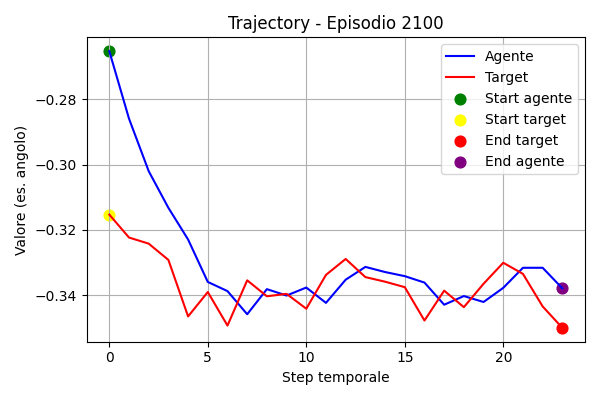 Trajectory - Episodio 2100
Agente
Target
Start agente
Start target
End target
End agente
Valore (es. angolo)
−0.28
−0.30
−0.32
−0.34
0
5
10
15
20
Step temporale